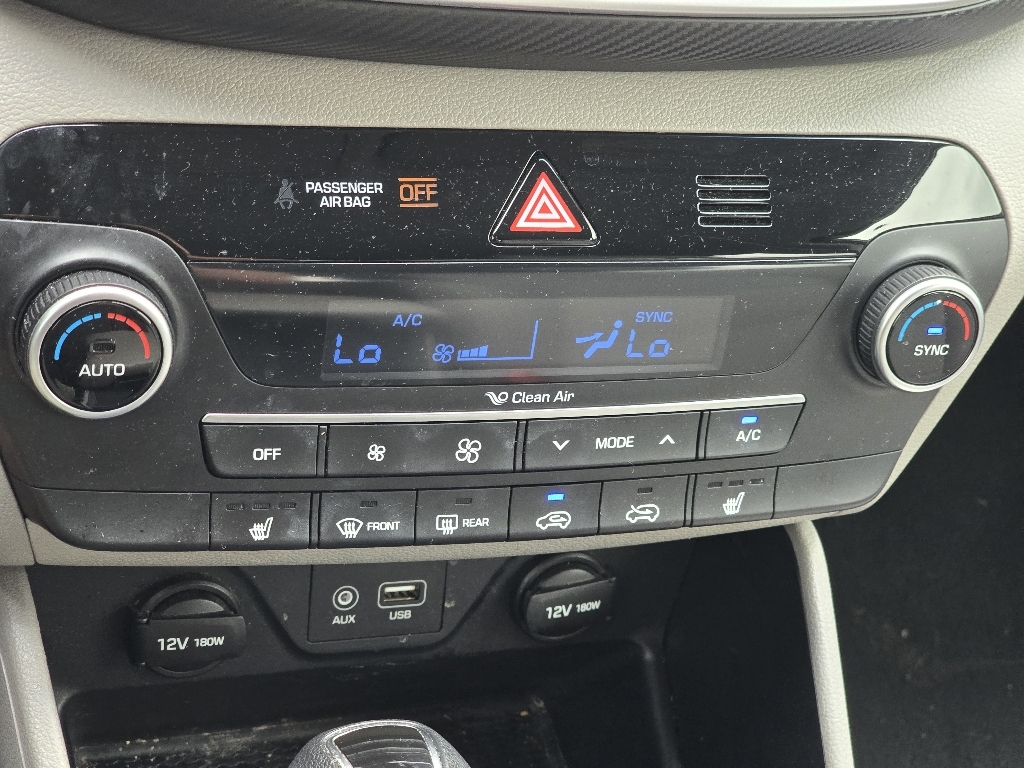 PASSENGER
AIR BAG OFF
A/C SYNC
Lo Lo
AUTO
SYNC
Clean Air
OFF MODE A/C
FRONT REAR
AUX USB
12V 180W
12V 180W